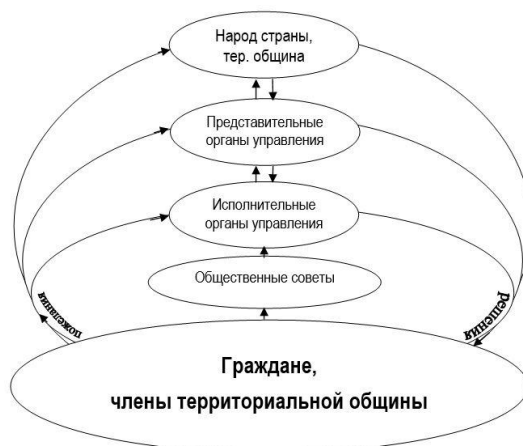 Народ страны,
тер. община
Представительные
органы управления
Исполнительные
органы управления
Общественные советы
пожелания
решения
Граждане,
члены территориальной общины